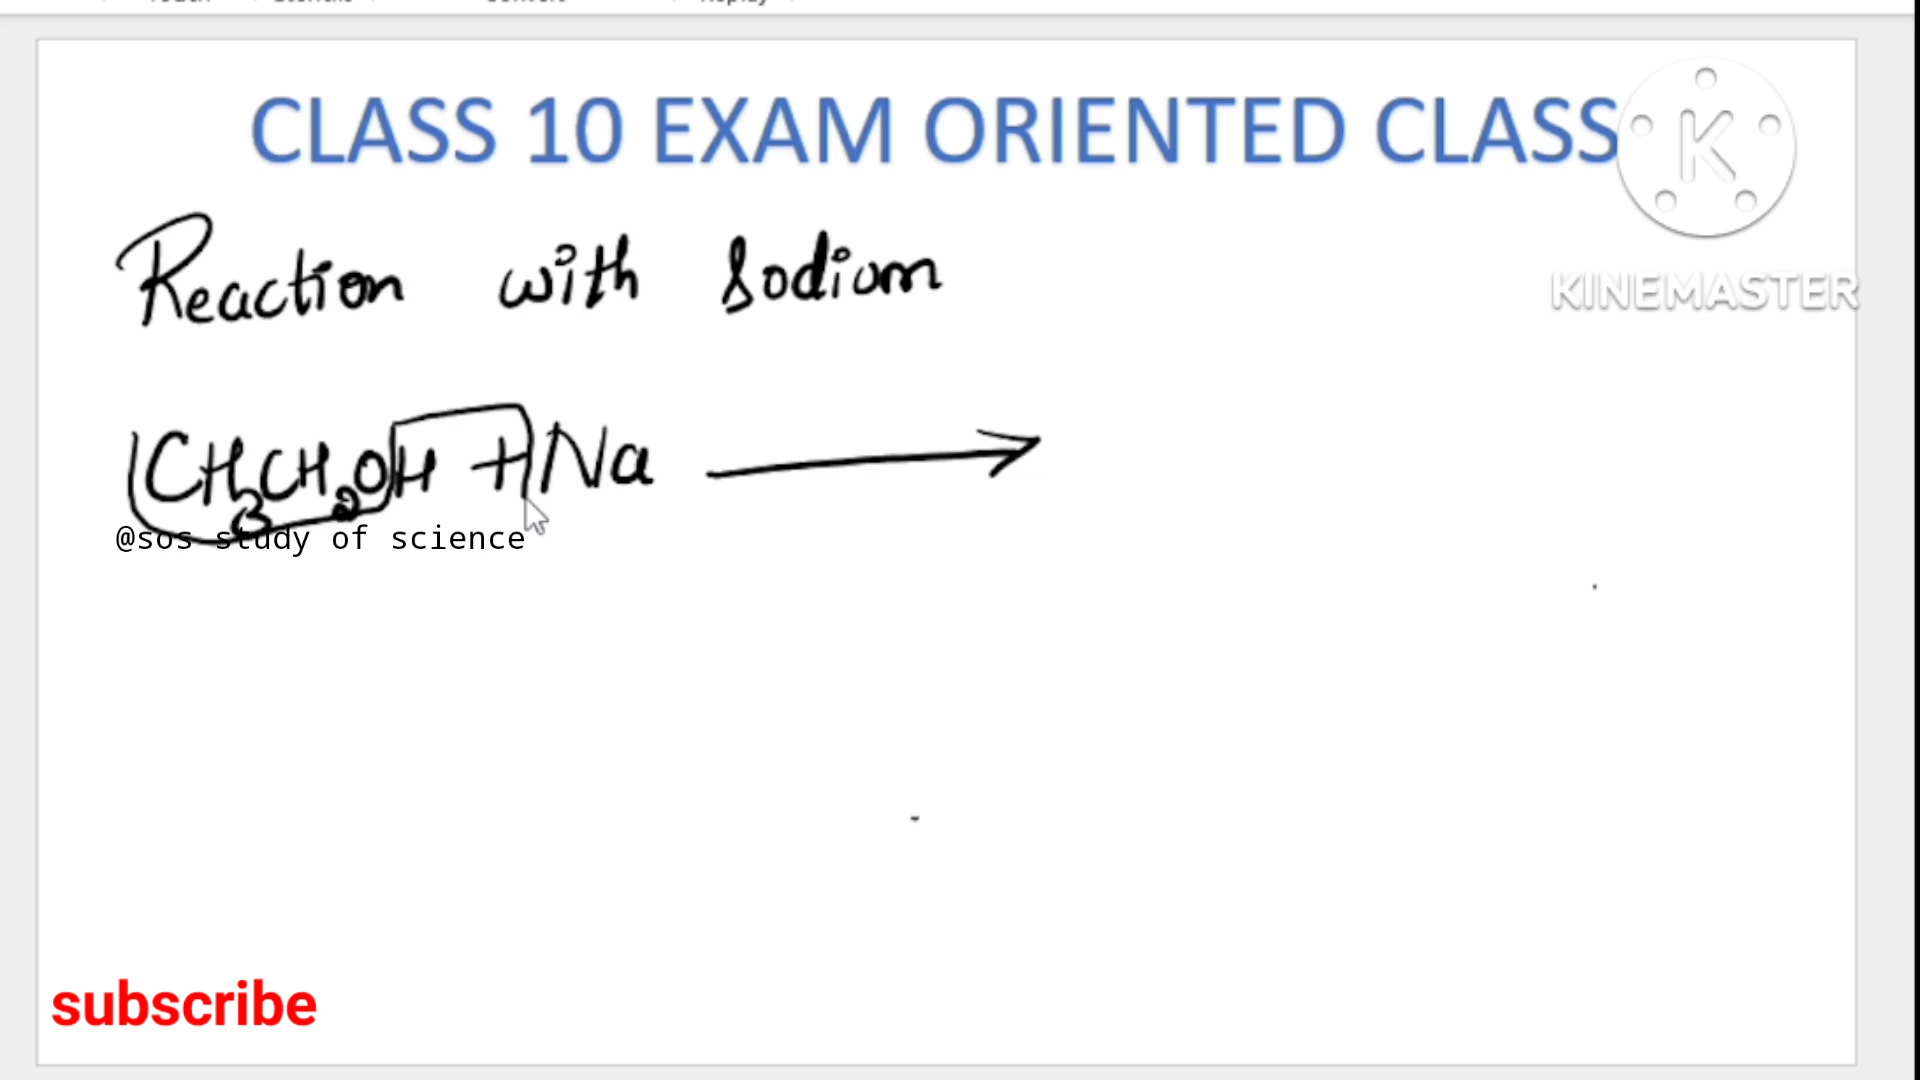 CLASS 10 EXAM ORIENTED CLASS
K
KINEMASTER
Reaction with Sodium
CH3CH2OH + Na ⟶
@sos study of science
subscribe